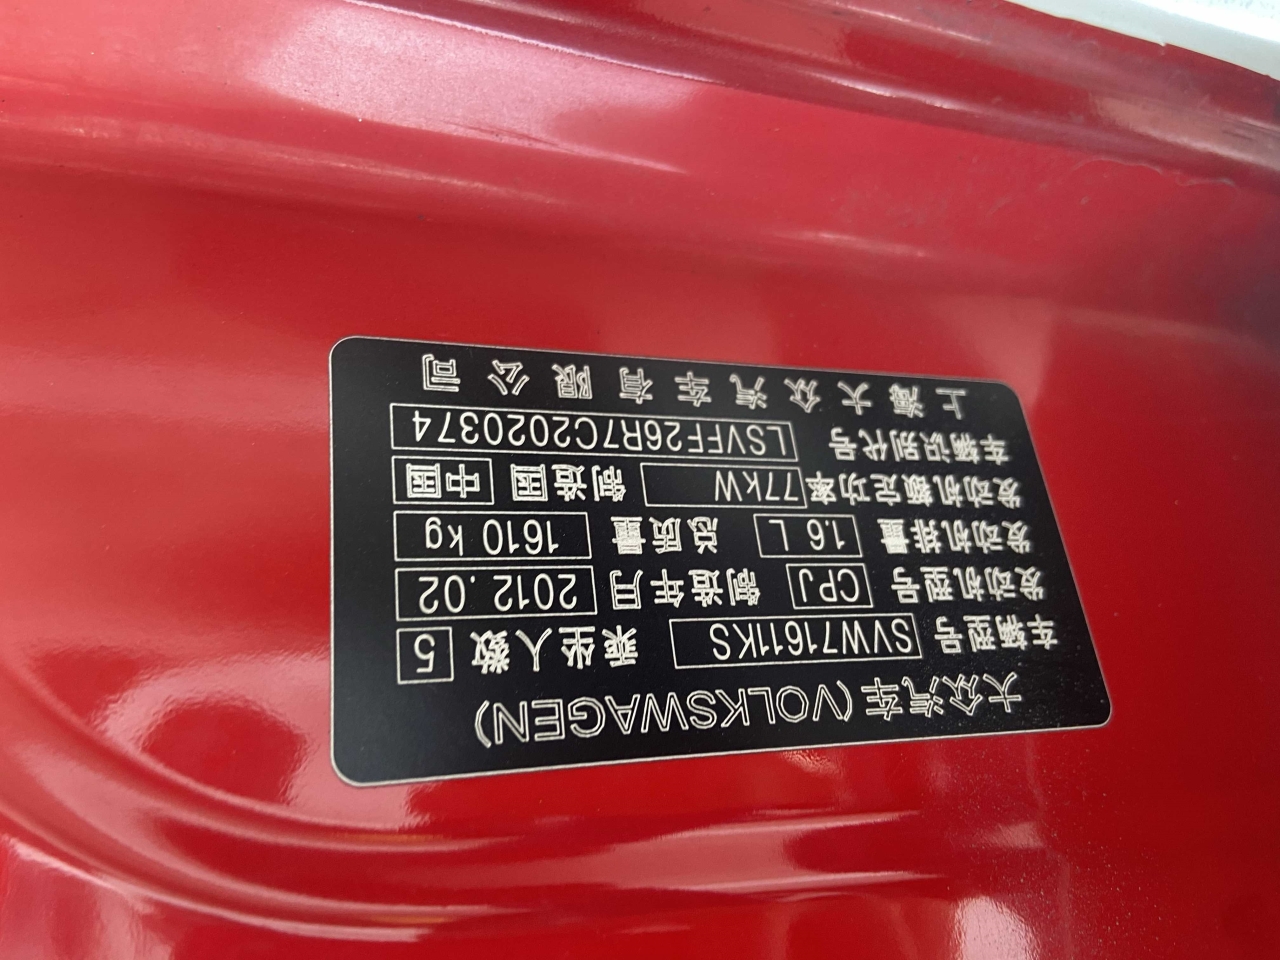 大众汽车(VOLKSWAGEN)
车辆型号 SVW71611KS 乘坐人数 5
发动机型号 CPJ 制造年月 2012.02
发动机排量 1.6 L 总质量 1610 kg
发动机额定功率 77kW 制造国 中国
车辆识别代号 LSVFF26R7C2020374
上海大众汽车有限公司